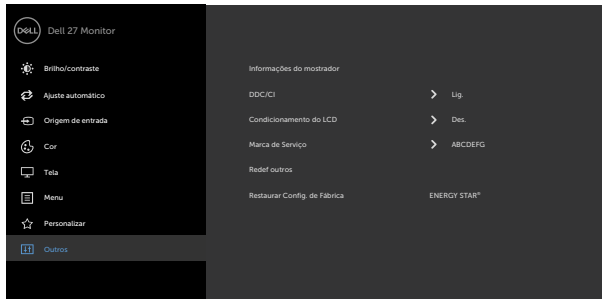 DELL Dell 27 Monitor
Brilho/contraste
Ajuste automático
Origem de entrada
Cor
Tela
Menu
Personalizar
Outros
Informações do mostrador
DDC/CI Lig.
Condicionamento do LCD Des.
Marca de Serviço ABCDEFG
Redef outros
Restaurar Config. de Fábrica ENERGY STAR®